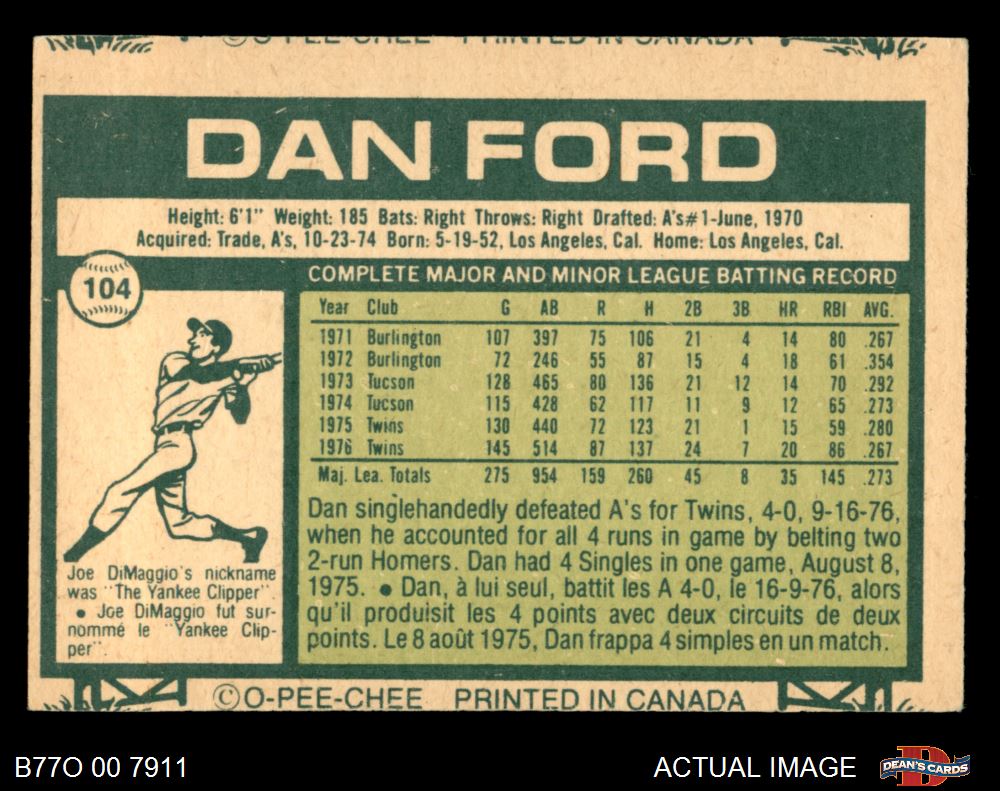 ©O-PEE-CHEE PRINTED IN CANADA
DAN FORD
Height: 6'1" Weight: 185 Bats: Right Throws: Right Drafted: A's#1-June, 1970
Acquired: Trade, A's, 10-23-74 Born: 5-19-52, Los Angeles, Cal. Home: Los Angeles, Cal.
104
COMPLETE MAJOR AND MINOR LEAGUE BATTING RECORD
Year Club G AB R H 2B 3B HR RBI AVG.
1971 Burlington 107 397 75 106 21 4 14 80 .267
1972 Burlington 72 246 55 87 15 4 18 61 .354
1973 Tucson 128 465 80 136 21 12 14 70 .292
1974 Tucson 115 428 62 117 11 9 12 65 .273
1975 Twins 130 440 72 123 21 1 15 59 .280
1976 Twins 145 514 87 137 24 7 20 86 .267
Maj. Lea. Totals 275 954 159 260 45 8 35 145 .273
Dan singlehandedly defeated A's for Twins, 4-0, 9-16-76,
when he accounted for all 4 runs in game by belting two
2-run Homers. Dan had 4 Singles in one game, August 8,
1975. • Dan, à lui seul, battit les A 4-0, le 16-9-76, alors
qu'il produisit les 4 points avec deux circuits de deux
points. Le 8 août 1975, Dan frappa 4 simples en un match.
Joe DiMaggio's nickname
was "The Yankee Clipper".
• Joe DiMaggio fut sur-
nommé le "Yankee Clip-
per".
©O-PEE-CHEE PRINTED IN CANADA
B77O 00 7911
ACTUAL IMAGE
DEAN'S CARDS